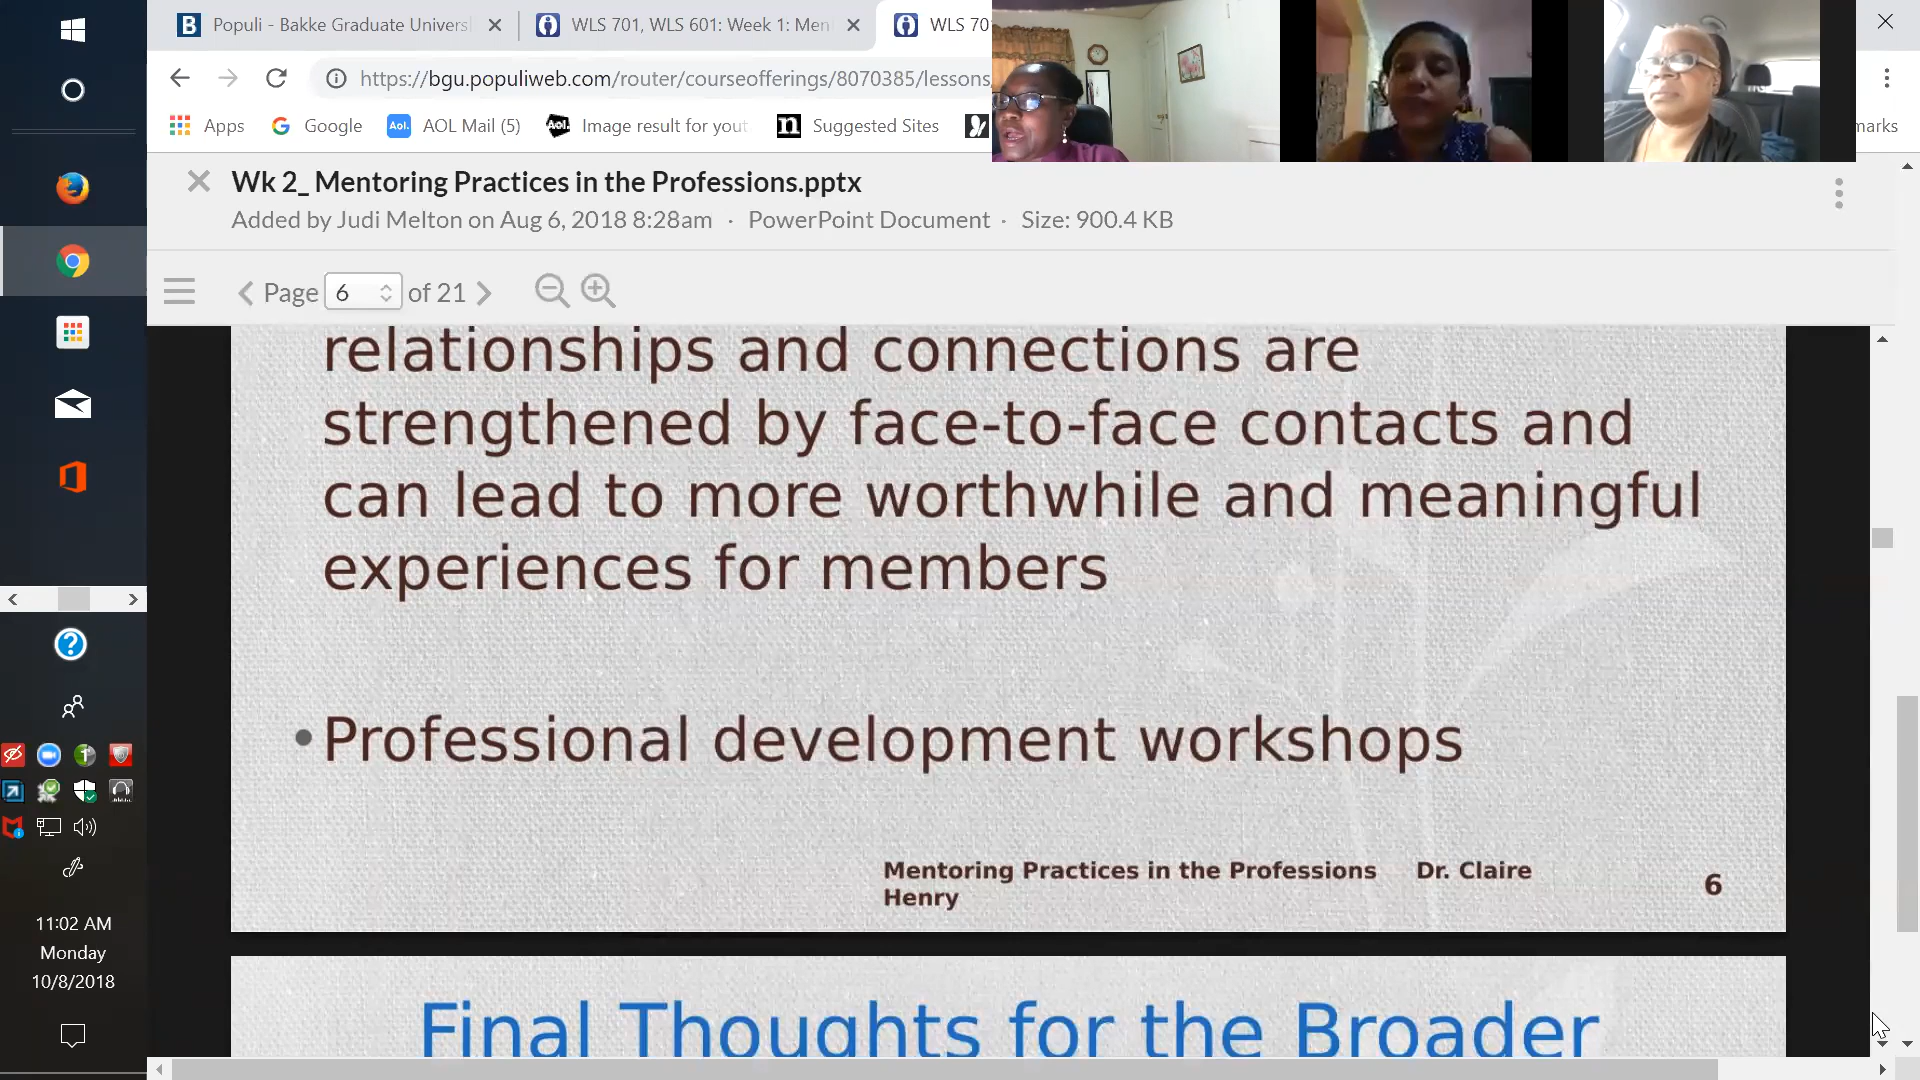 Populi - Bakke Graduate Universi
WLS 701, WLS 601: Week 1: Men
WLS 70
https://bgu.populiweb.com/router/courseofferings/8070385/lessons
Apps
Google
Aol.
AOL Mail (5)
Aol.
Image result for yout
n
Suggested Sites
marks
Wk 2_ Mentoring Practices in the Professions.pptx
Added by Judi Melton on Aug 6, 2018 8:28am · PowerPoint Document · Size: 900.4 KB
Page 6 of 21
relationships and connections are
strengthened by face-to-face contacts and
can lead to more worthwhile and meaningful
experiences for members
• Professional development workshops
Mentoring Practices in the Professions Dr. Claire
Henry
6
Final Thoughts for the Broader
11:02 AM
Monday
10/8/2018